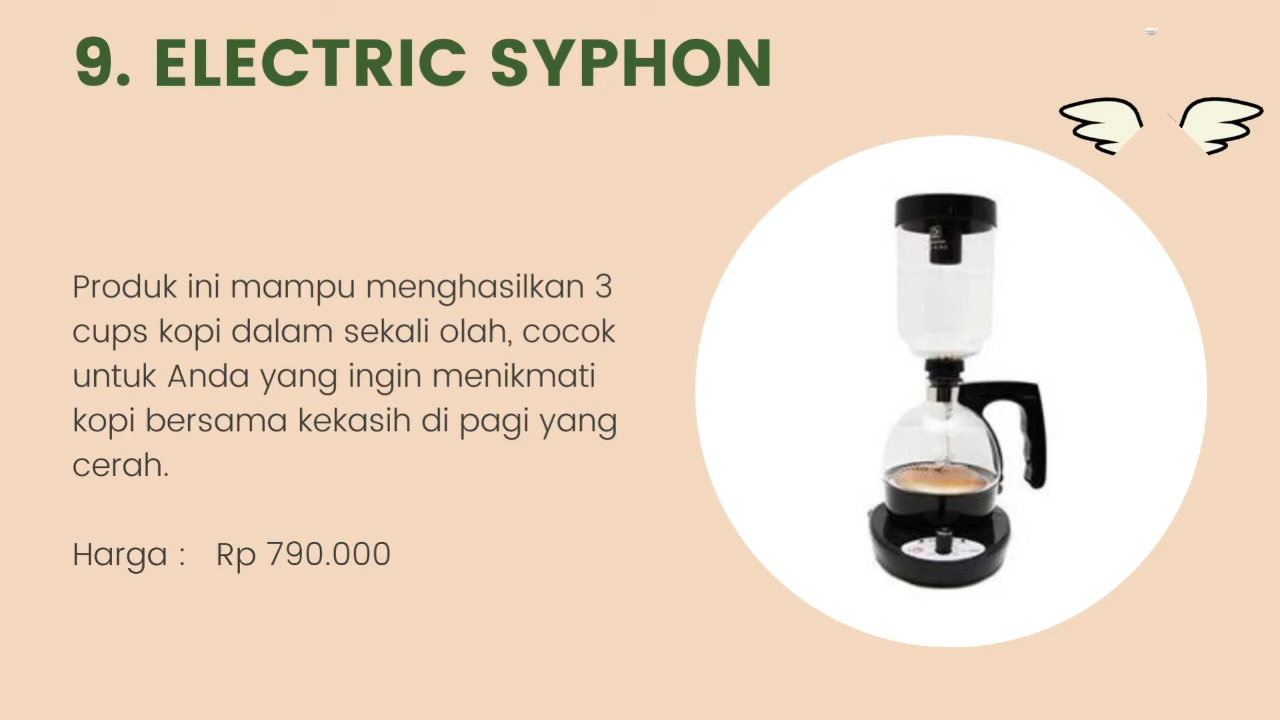 9. ELECTRIC SYPHON
Produk ini mampu menghasilkan 3
cups kopi dalam sekali olah, cocok
untuk Anda yang ingin menikmati
kopi bersama kekasih di pagi yang
cerah.
Harga : Rp 790.000